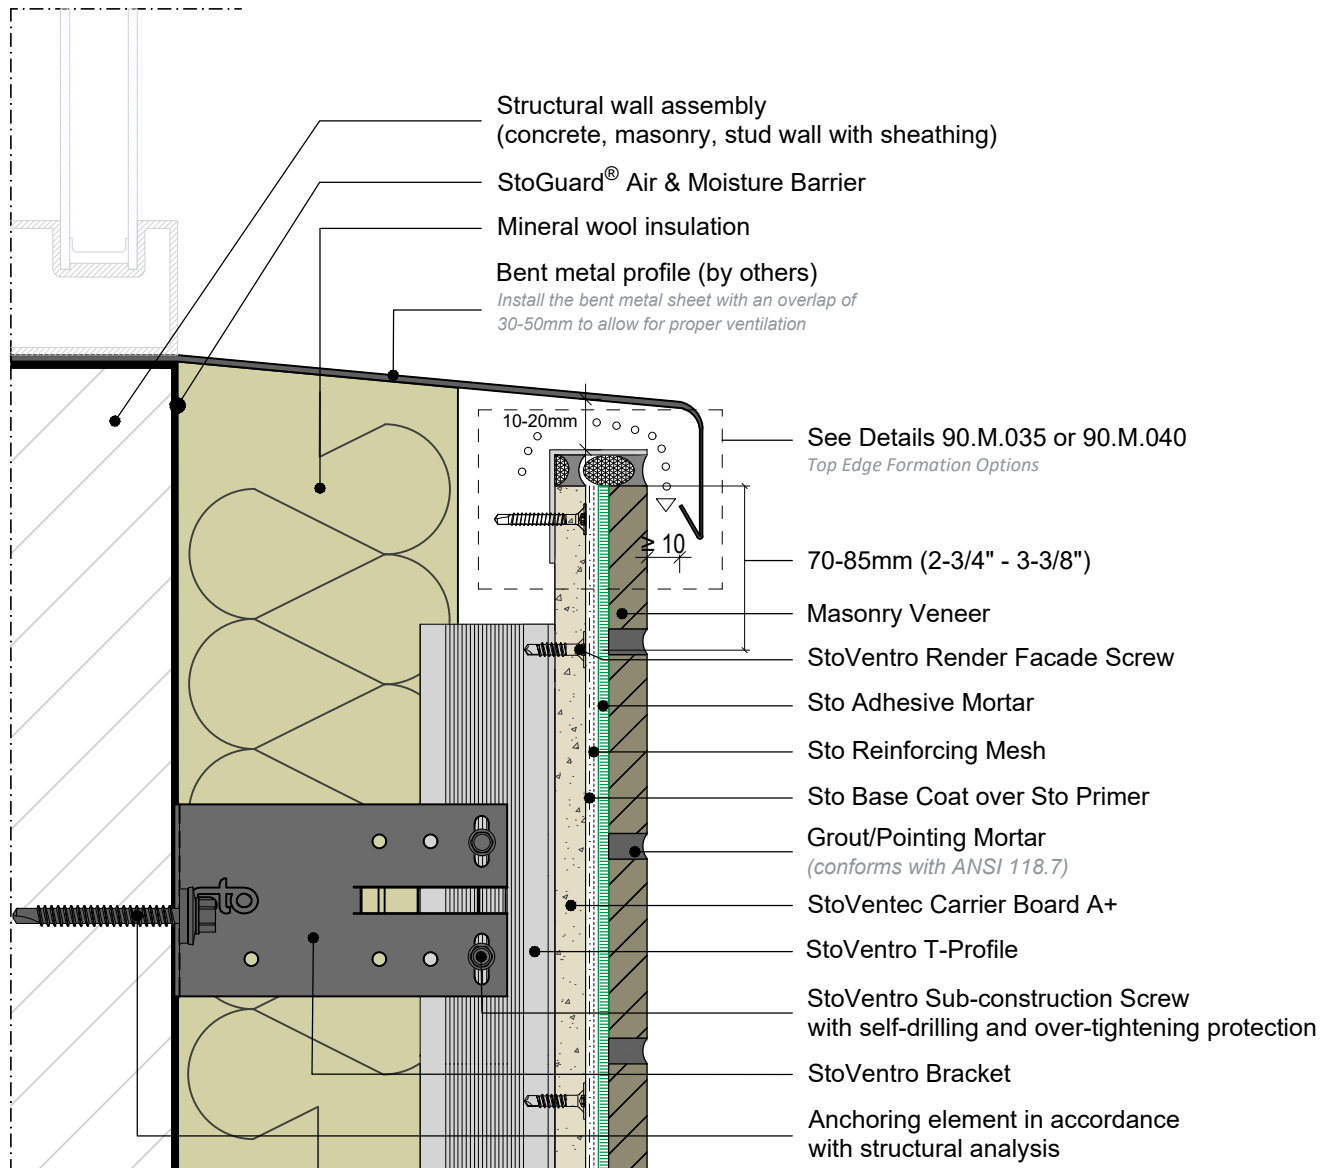 Structural wall assembly
(concrete, masonry, stud wall with sheathing)
StoGuard® Air & Moisture Barrier
Mineral wool insulation
Bent metal profile (by others)
Install the bent metal sheet with an overlap of
30-50mm to allow for proper ventilation
10-20mm
See Details 90.M.035 or 90.M.040
Top Edge Formation Options
≥ 10
70-85mm (2-3/4" - 3-3/8")
Masonry Veneer
StoVentro Render Facade Screw
Sto Adhesive Mortar
Sto Reinforcing Mesh
Sto Base Coat over Sto Primer
Grout/Pointing Mortar
(conforms with ANSI 118.7)
StoVentec Carrier Board A+
StoVentro T-Profile
StoVentro Sub-construction Screw
with self-drilling and over-tightening protection
StoVentro Bracket
Anchoring element in accordance
with structural analysis